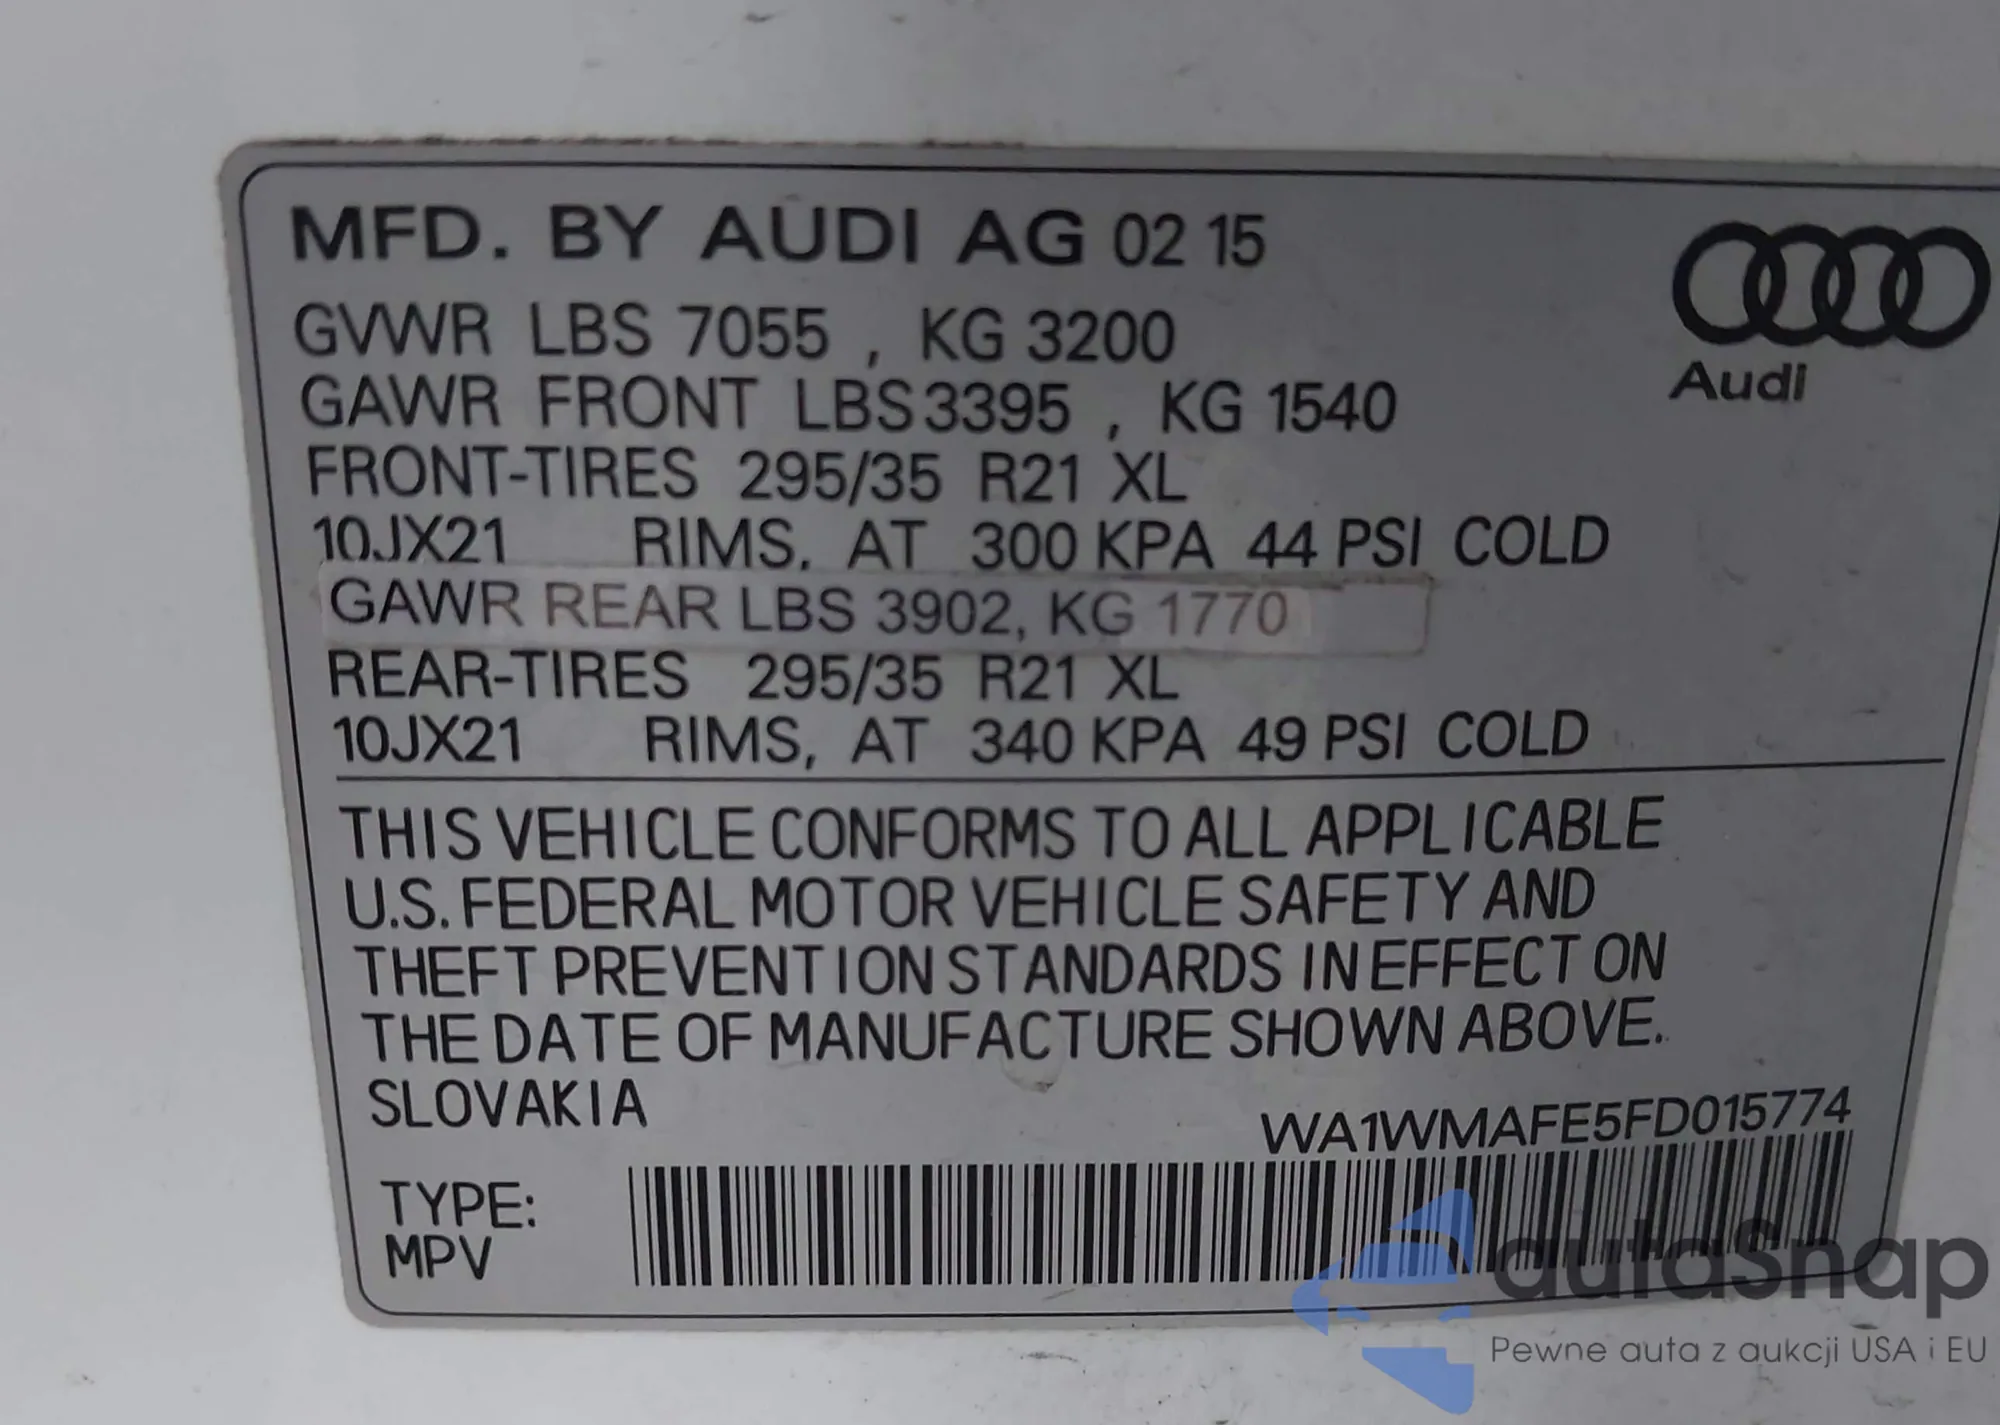 MFD. BY AUDI AG 02 15
GVWR LBS 7055 , KG 3200
GAWR FRONT LBS 3395 , KG 1540
Audi
FRONT-TIRES 295/35 R21 XL
10JX21 RIMS, AT 300 KPA 44 PSI COLD
GAWR REAR LBS 3902, KG 1770
REAR-TIRES 295/35 R21 XL
10JX21 RIMS, AT 340 KPA 49 PSI COLD
THIS VEHICLE CONFORMS TO ALL APPLICABLE
U.S. FEDERAL MOTOR VEHICLE SAFETY AND
THEFT PREVENTION STANDARDS IN EFFECT ON
THE DATE OF MANUFACTURE SHOWN ABOVE.
SLOVAKIA
WA1WMAFE5FD015774
TYPE:
MPV
autaSnap
Pewne auta z aukcji USA i EU